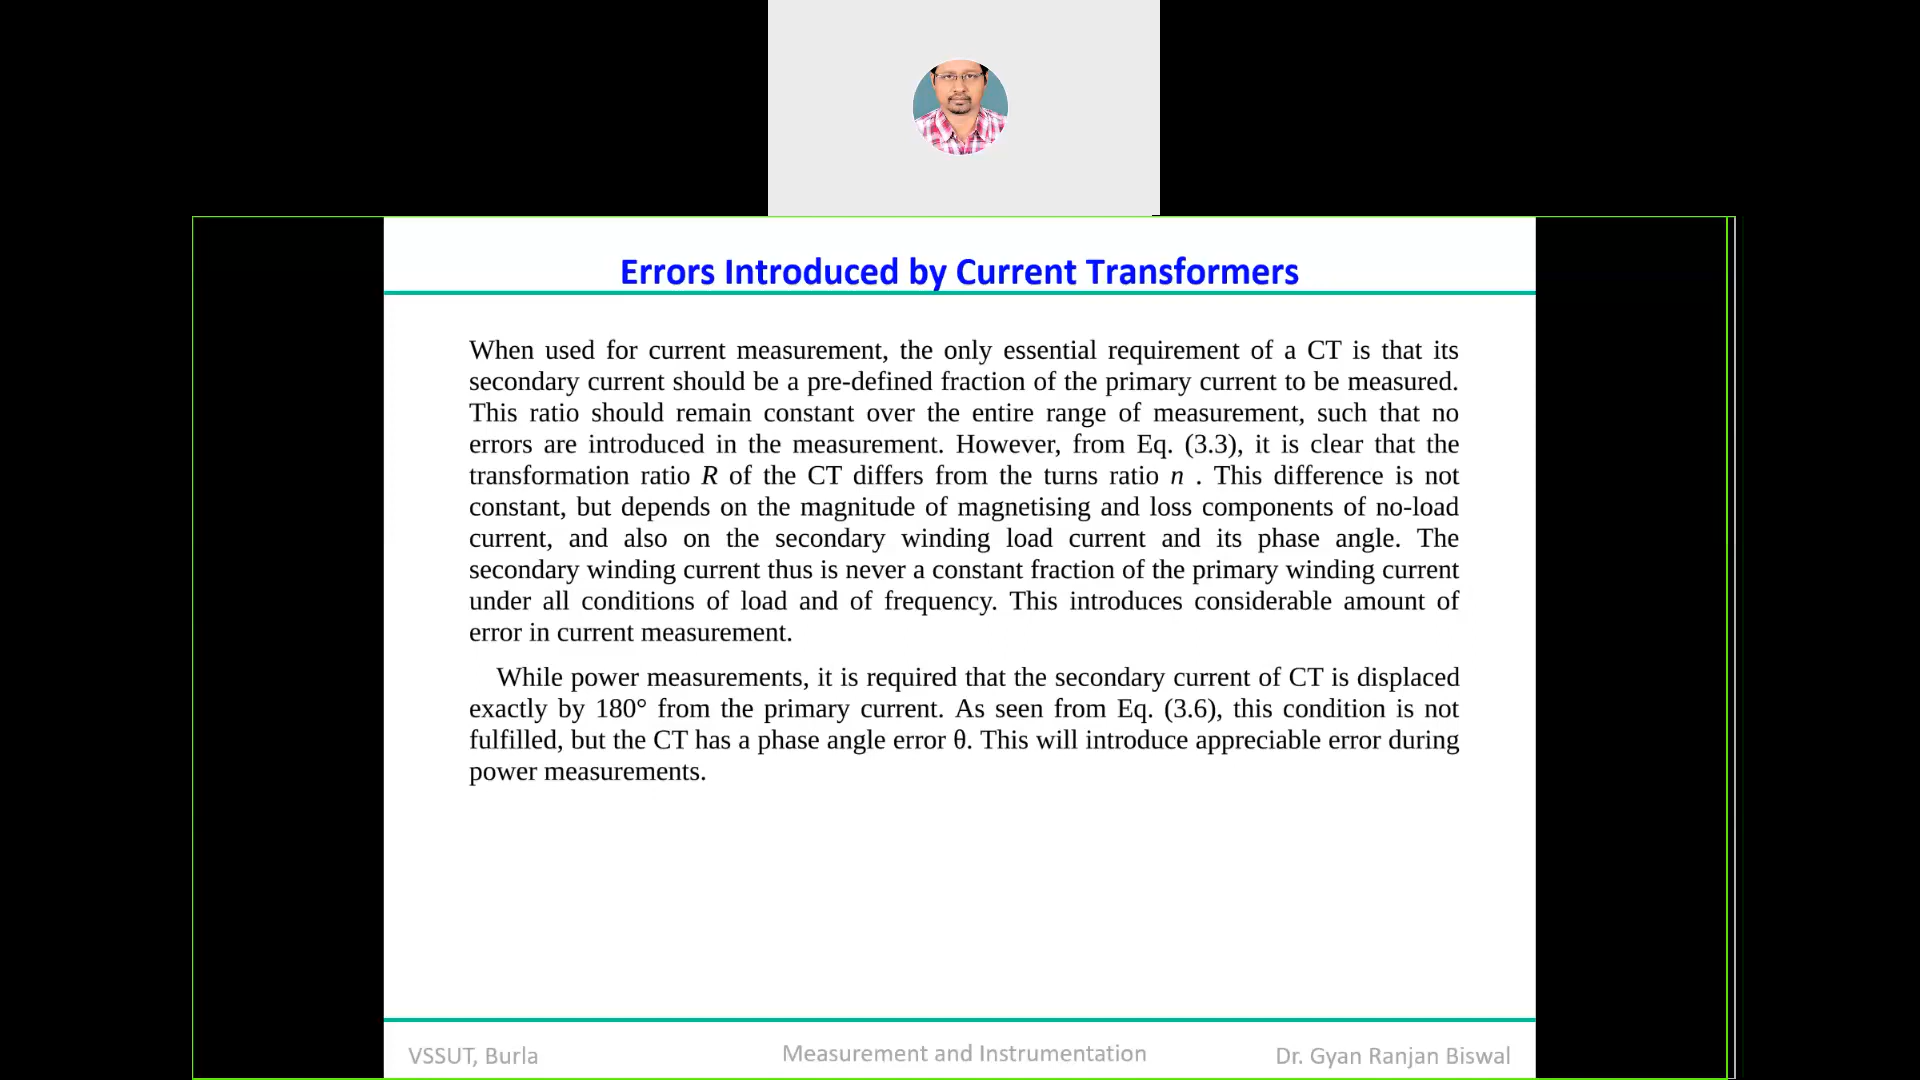 Errors Introduced by Current Transformers
When used for current measurement, the only essential requirement of a CT is that its
secondary current should be a pre-defined fraction of the primary current to be measured.
This ratio should remain constant over the entire range of measurement, such that no
errors are introduced in the measurement. However, from Eq. (3.3), it is clear that the
transformation ratio R of the CT differs from the turns ratio n . This difference is not
constant, but depends on the magnitude of magnetising and loss components of no-load
current, and also on the secondary winding load current and its phase angle. The
secondary winding current thus is never a constant fraction of the primary winding current
under all conditions of load and of frequency. This introduces considerable amount of
error in current measurement.
While power measurements, it is required that the secondary current of CT is displaced
exactly by 180° from the primary current. As seen from Eq. (3.6), this condition is not
fulfilled, but the CT has a phase angle error θ. This will introduce appreciable error during
power measurements.
VSSUT, Burla
Measurement and Instrumentation
Dr. Gyan Ranjan Biswal